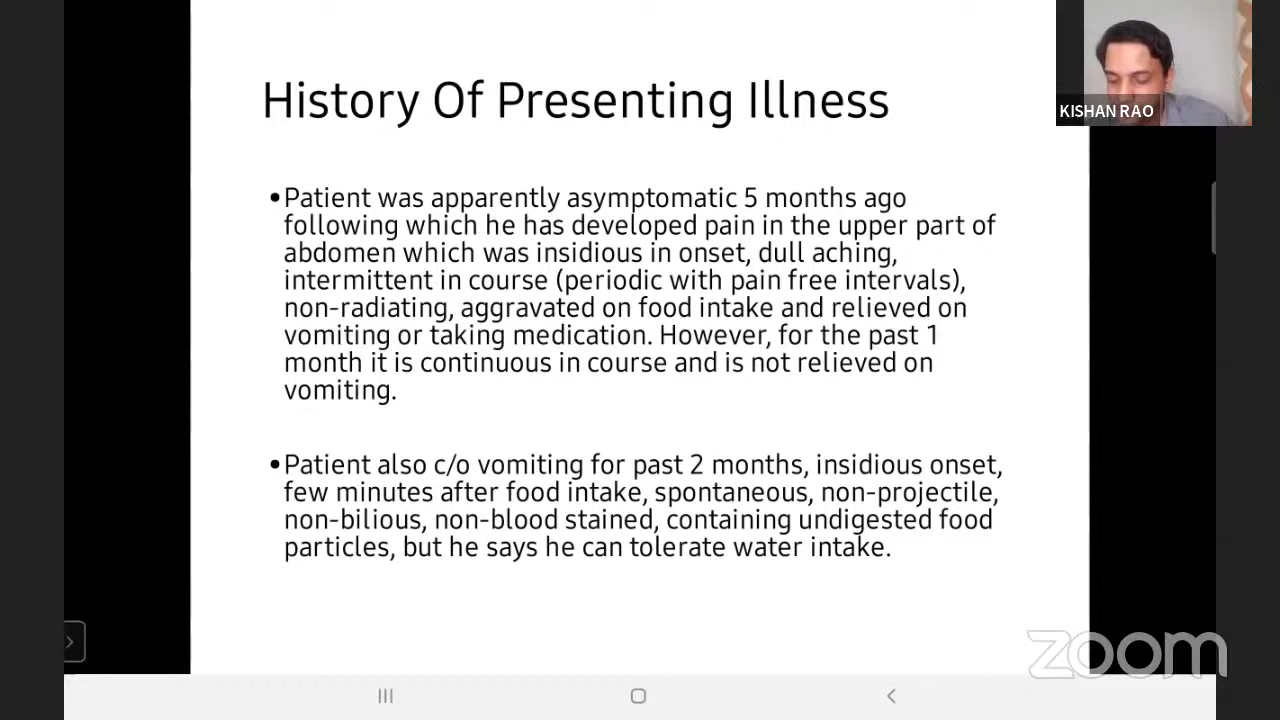 History Of Presenting Illness
KISHAN RAO
•Patient was apparently asymptomatic 5 months ago
following which he has developed pain in the upper part of
abdomen which was insidious in onset, dull aching,
intermittent in course (periodic with pain free intervals),
non-radiating, aggravated on food intake and relieved on
vomiting or taking medication. However, for the past 1
month it is continuous in course and is not relieved on
vomiting.
•Patient also c/o vomiting for past 2 months, insidious onset,
few minutes after food intake, spontaneous, non-projectile,
non-bilious, non-blood stained, containing undigested food
particles, but he says he can tolerate water intake.
zoom